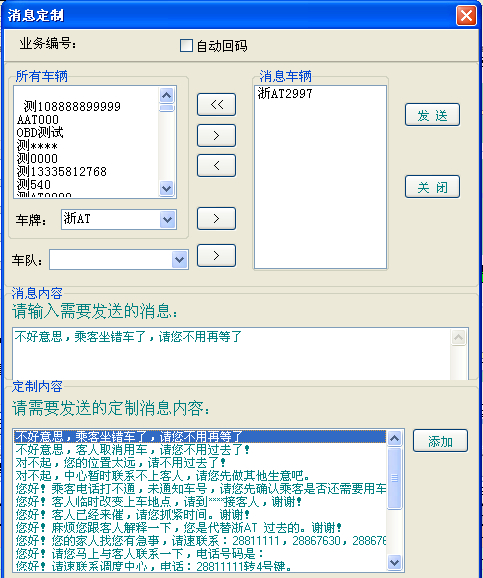 消息定制
业务编号:
自动回码
所有车辆
测108888899999
AAT000
OBD测试
测****
测0000
测13335812768
测540
测AT0000
<<
>
<
车牌: 浙AT
>
车队:
>
消息车辆
浙AT2997
发 送
关 闭
消息内容
请输入需要发送的消息:
不好意思，乘客坐错车了，请您不用再等了
定制内容
请需要发送的定制消息内容:
不好意思，乘客坐错车了，请您不用再等了
不好意思，客人取消用车，请您不用过去了!
对不起，您的位置太远，请不用过去了!
对不起，中心暂时联系不上客人，请您先做其他生意吧。
您好! 乘客电话打不通，未通知车号，请您先确认乘客是否还需要用车
您好! 客人临时改变上车地点，请到****接客人，谢谢!
您好! 客人已经来催，请您抓紧时间。谢谢!
您好! 麻烦您跟客人解释一下，您是代替浙AT 过去的。谢谢!
您好! 您的家人找您有急事，请速联系: 28811111，28867630，28867
您好! 请您马上与客人联系一下，电话号码是:
您好! 请速联系调度中心，电话: 28811111转4号键。
添加